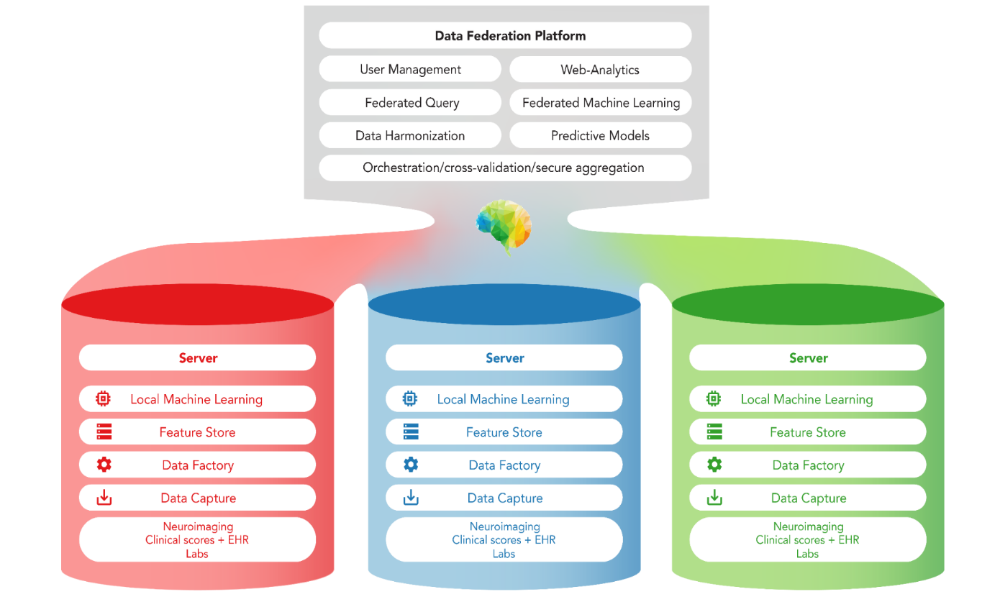 Data Federation Platform
User Management
Web-Analytics
Federated Query
Federated Machine Learning
Data Harmonization
Predictive Models
Orchestration/cross-validation/secure aggregation
Server
Local Machine Learning
Feature Store
Data Factory
Data Capture
Neuroimaging
Clinical scores + EHR
Labs
Server
Local Machine Learning
Feature Store
Data Factory
Data Capture
Neuroimaging
Clinical scores + EHR
Labs
Server
Local Machine Learning
Feature Store
Data Factory
Data Capture
Neuroimaging
Clinical scores + EHR
Labs